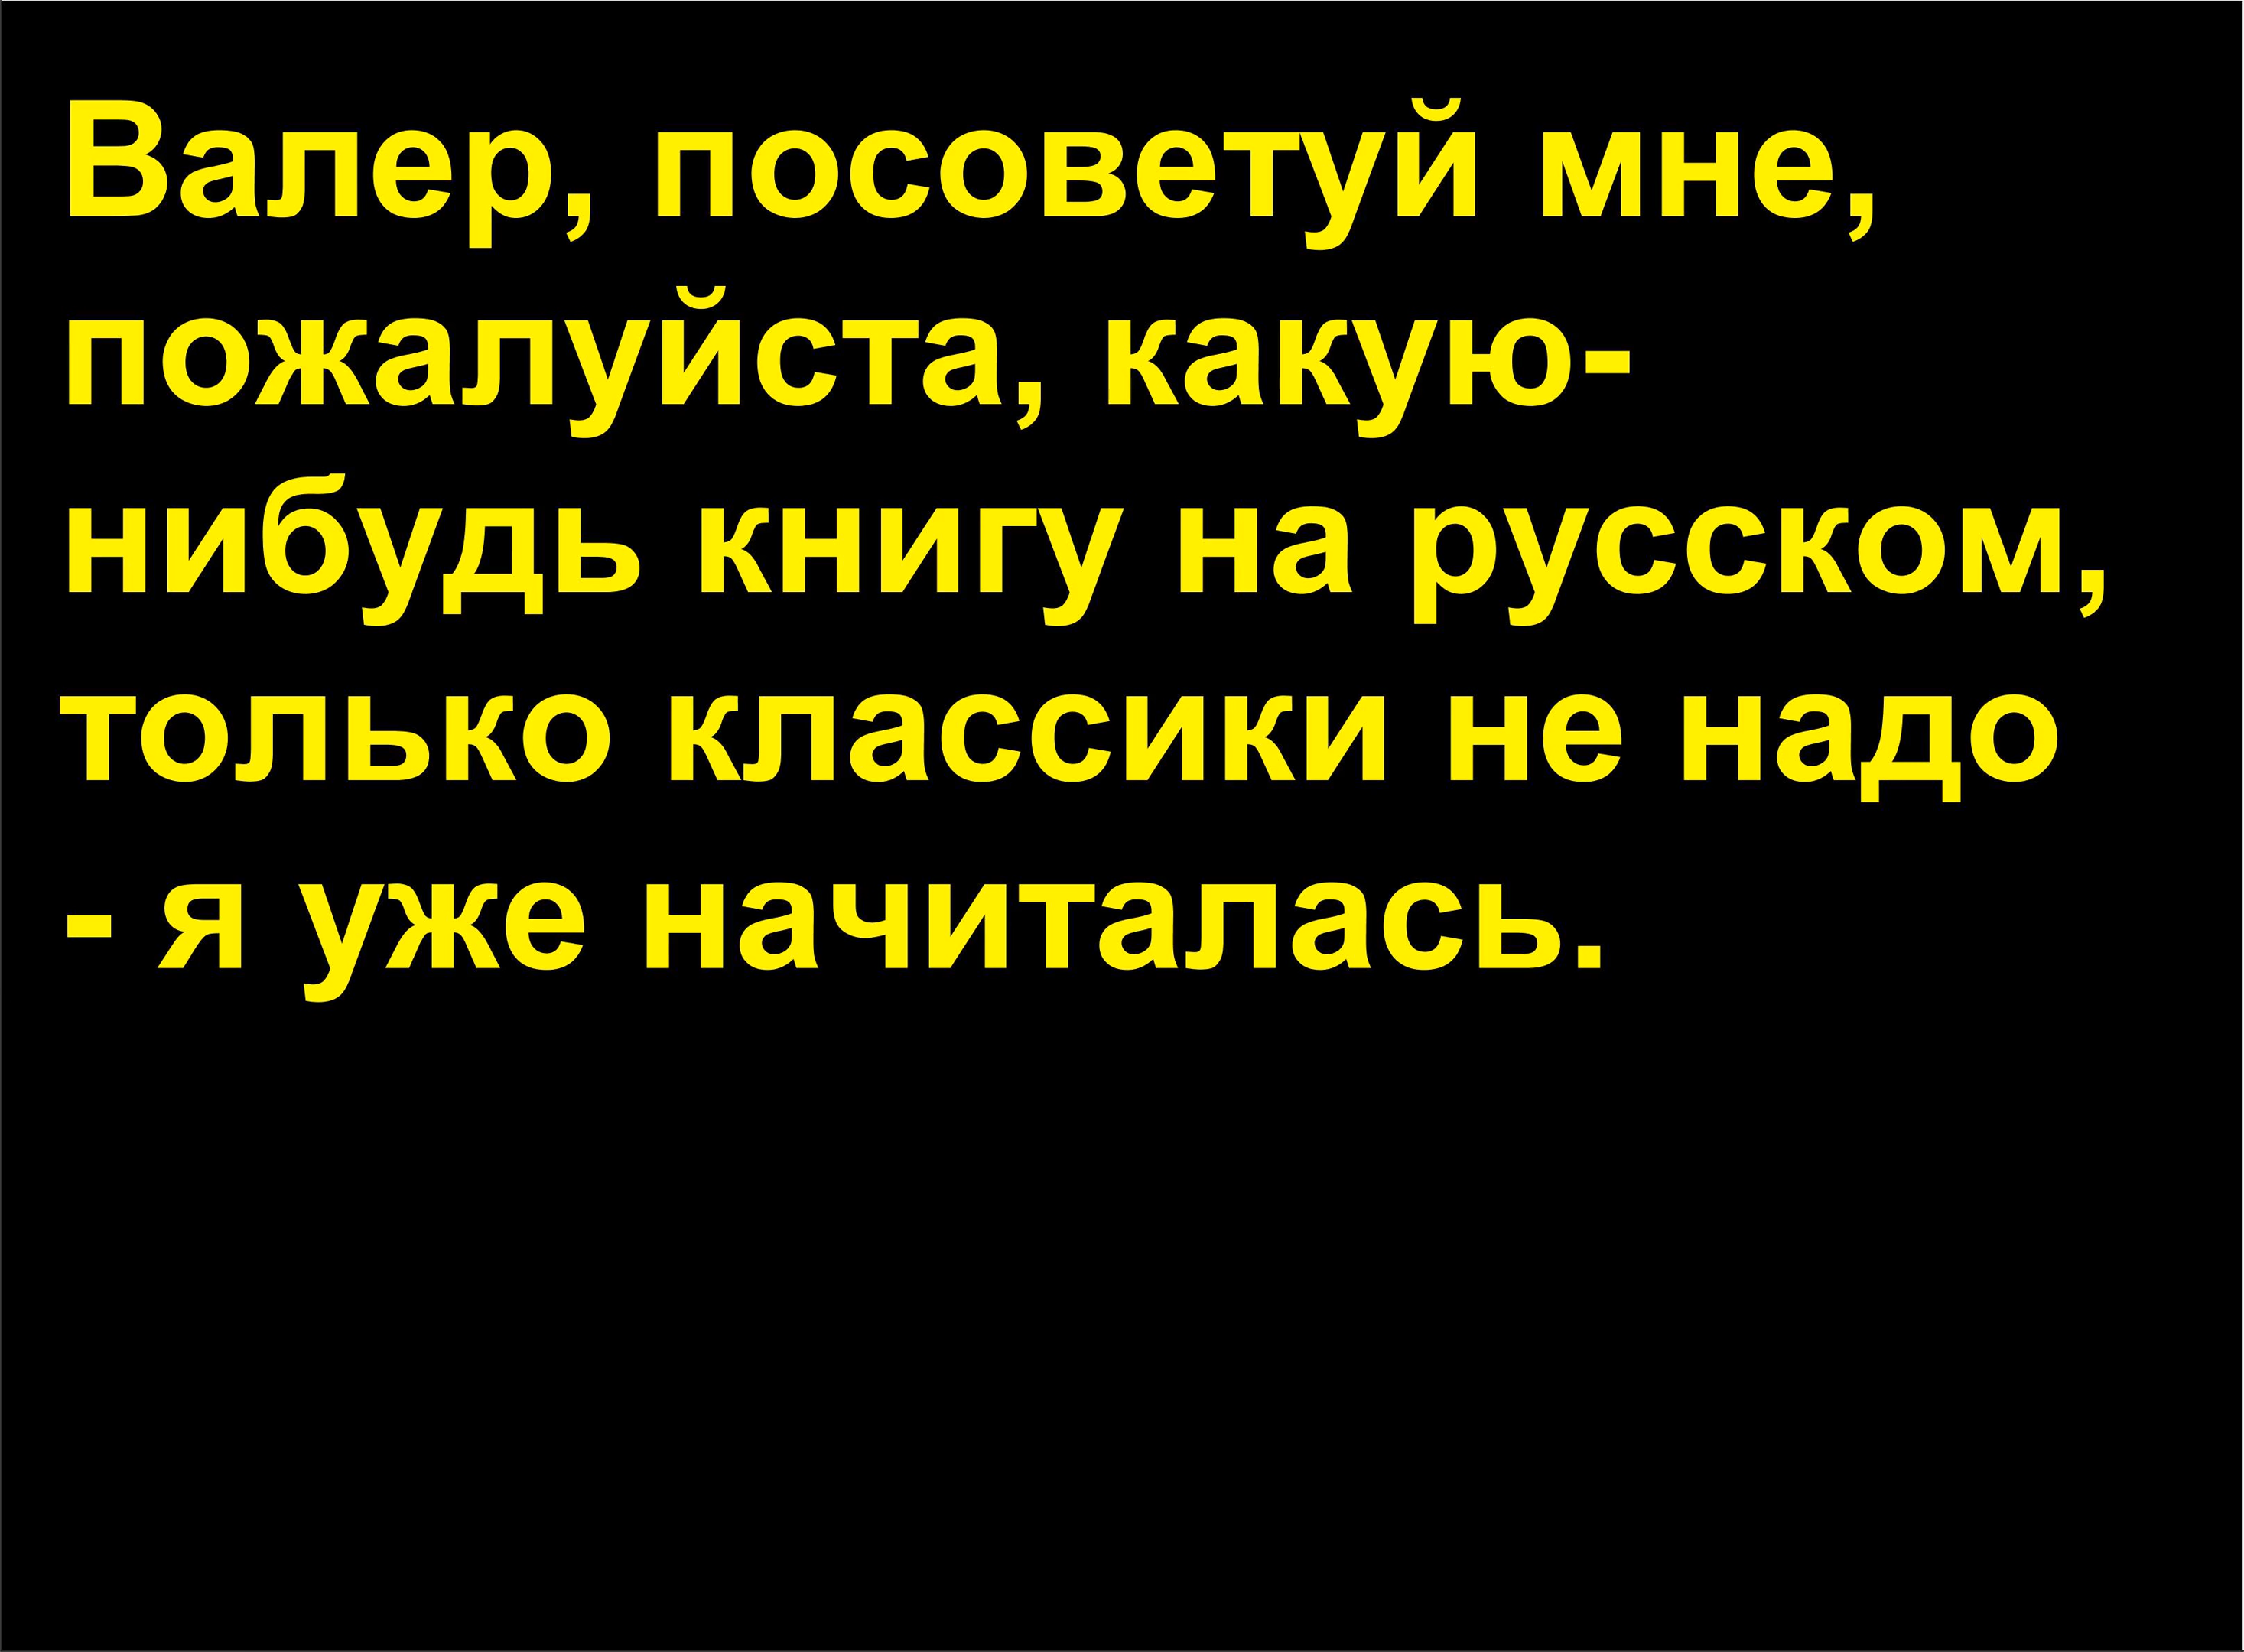 Валер, посоветуй мне,
пожалуйста, какую-
нибудь книгу на русском,
только классики не надо
- я уже начиталась.